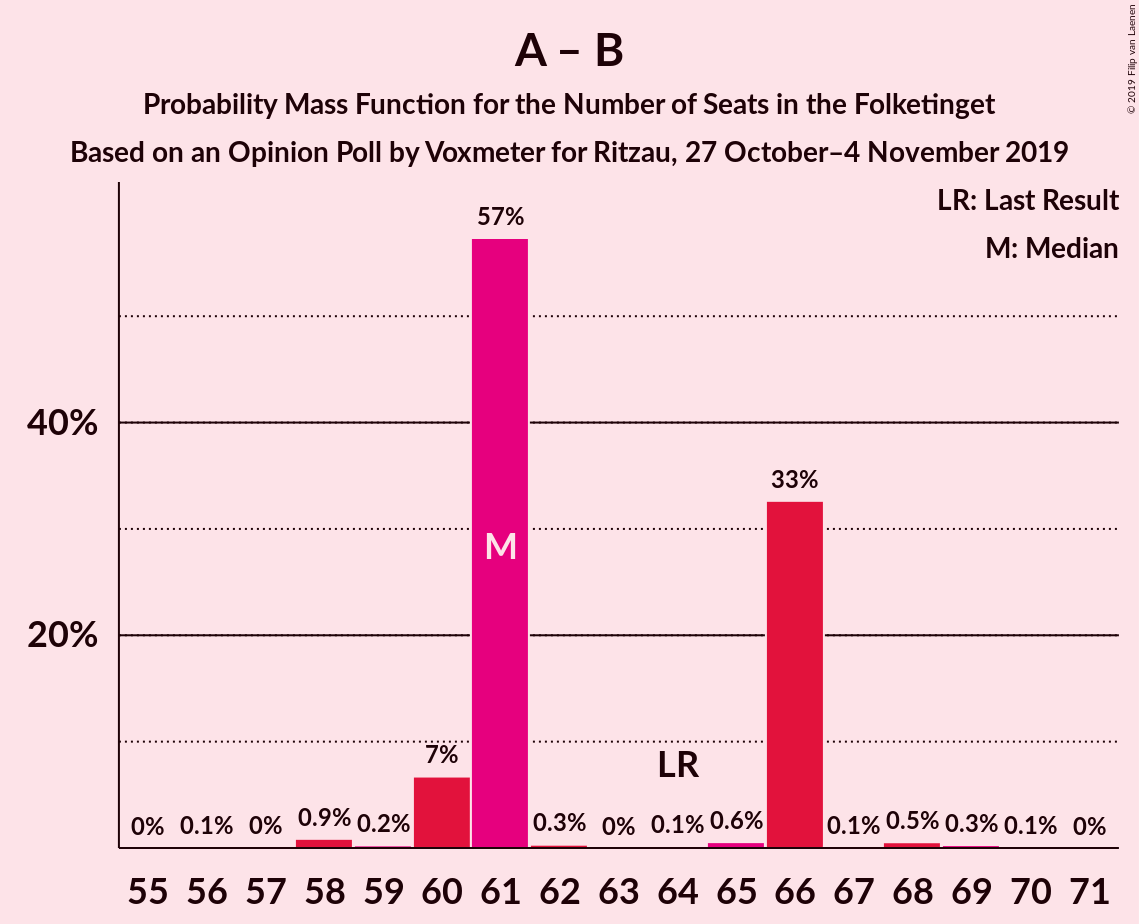 A – B
Probability Mass Function for the Number of Seats in the Folketinget
Based on an Opinion Poll by Voxmeter for Ritzau, 27 October–4 November 2019
© 2019 Filip van Laenen
LR: Last Result
M: Median
57%
40%
33%
M
20%
7%
LR
0% 0.1% 0% 0.9% 0.2% 0.3% 0% 0.1% 0.6% 0.1% 0.5% 0.3% 0.1% 0%
55 56 57 58 59 60 61 62 63 64 65 66 67 68 69 70 71